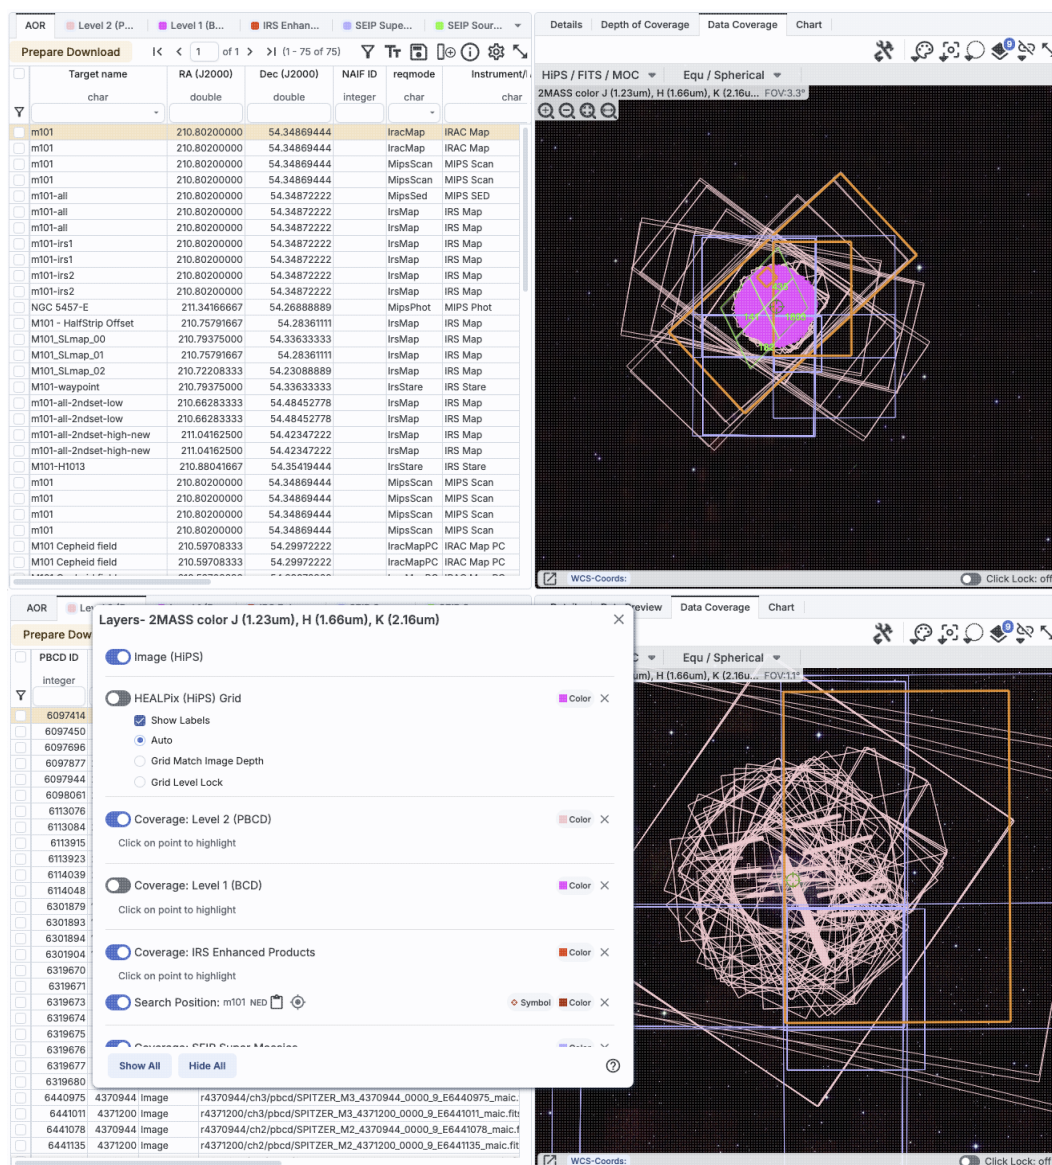 AOR Level 2 (P... Level 1 (B... IRS Enhan... SEIP Supe... SEIP Sour...
Prepare Download 1 of 1 (1 - 75 of 75)
Target name RA (J2000) Dec (J2000) NAIF ID reqmode Instrument/
char double double integer char char
m101 210.80200000 54.34869444 IracMap IRAC Map
m101 210.80200000 54.34869444 IracMap IRAC Map
m101 210.80200000 54.34869444 MipsScan MIPS Scan
m101 210.80200000 54.34869444 MipsScan MIPS Scan
m101-all 210.80200000 54.34872222 MipsSed MIPS SED
m101-all 210.80200000 54.34872222 IrsMap IRS Map
m101-all 210.80200000 54.34872222 IrsMap IRS Map
m101-irs1 210.80200000 54.34872222 IrsMap IRS Map
m101-irs1 210.80200000 54.34872222 IrsMap IRS Map
m101-irs2 210.80200000 54.34872222 IrsMap IRS Map
m101-irs2 210.80200000 54.34872222 IrsMap IRS Map
NGC 5457-E 211.34166667 54.26888889 MipsPhot MIPS Phot
M101 - HalfStrip Offset 210.75791667 54.28361111 IrsMap IRS Map
M101_SLmap_00 210.79375000 54.33633333 IrsMap IRS Map
M101_SLmap_01 210.75791667 54.28361111 IrsMap IRS Map
M101_SLmap_02 210.72208333 54.23088889 IrsMap IRS Map
M101-waypoint 210.79375000 54.33633333 IrsStare IRS Stare
m101-all-2ndset-low 210.66283333 54.48452778 IrsMap IRS Map
m101-all-2ndset-low 210.66283333 54.48452778 IrsMap IRS Map
m101-all-2ndset-high-new 211.04162500 54.42347222 IrsMap IRS Map
m101-all-2ndset-high-new 211.04162500 54.42347222 IrsMap IRS Map
M101-H1013 210.88041667 54.35419444 IrsStare IRS Stare
m101 210.80200000 54.34869444 MipsScan MIPS Scan
m101 210.80200000 54.34869444 MipsScan MIPS Scan
m101 210.80200000 54.34869444 MipsScan MIPS Scan
m101 210.80200000 54.34869444 MipsScan MIPS Scan
M101 Cepheid field 210.59708333 54.29972222 IracMapPC IRAC Map PC
M101 Cepheid field 210.59708333 54.29972222 IracMapPC IRAC Map PC
Details Depth of Coverage Data Coverage Chart
9
HiPS / FITS / MOC Equ / Spherical
2MASS color J (1.23um), H (1.66um), K (2.16u... FOV:3.3°
WCS-Coords: Click Lock: off
AOR
Prepare Dow
PBCD ID
integer
6097414
6097450
6097696
6097877
6097944
6098061
6113076
6113084
6113915
6113923
6114039
6114048
6301879
6301893
6301894
6301904
6319670
6319671
6319673
6319674
6319675
6319676
6319677
6319680
6440975 4370944 Image r4370944/ch3/pbcd/SPITZER_M3_4370944_0000_9_E6440975_maic.
6441011 4371200 Image r4371200/ch3/pbcd/SPITZER_M3_4371200_0000_9_E6441011_maic.fits
6441078 4370944 Image r4370944/ch2/pbcd/SPITZER_M2_4370944_0000_9_E6441078_maic.f
6441135 4371200 Image r4371200/ch2/pbcd/SPITZER_M2_4371200_0000_9_E6441135_maic.fit
Layers- 2MASS color J (1.23um), H (1.66um), K (2.16um)
Image (HiPS)
HEALPix (HiPS) Grid Color
Show Labels
Auto
Grid Match Image Depth
Grid Level Lock
Coverage: Level 2 (PBCD) Color
Click on point to highlight
Coverage: Level 1 (BCD) Color
Click on point to highlight
Coverage: IRS Enhanced Products Color
Click on point to highlight
Search Position: m101 NED Symbol Color
Coverage: SEIP Super Mosaics Color
Show All Hide All
Data Coverage Chart
9
Equ / Spherical
um), H (1.66um), K (2.16u... FOV:1.1°
WCS-Coords: Click Lock: off